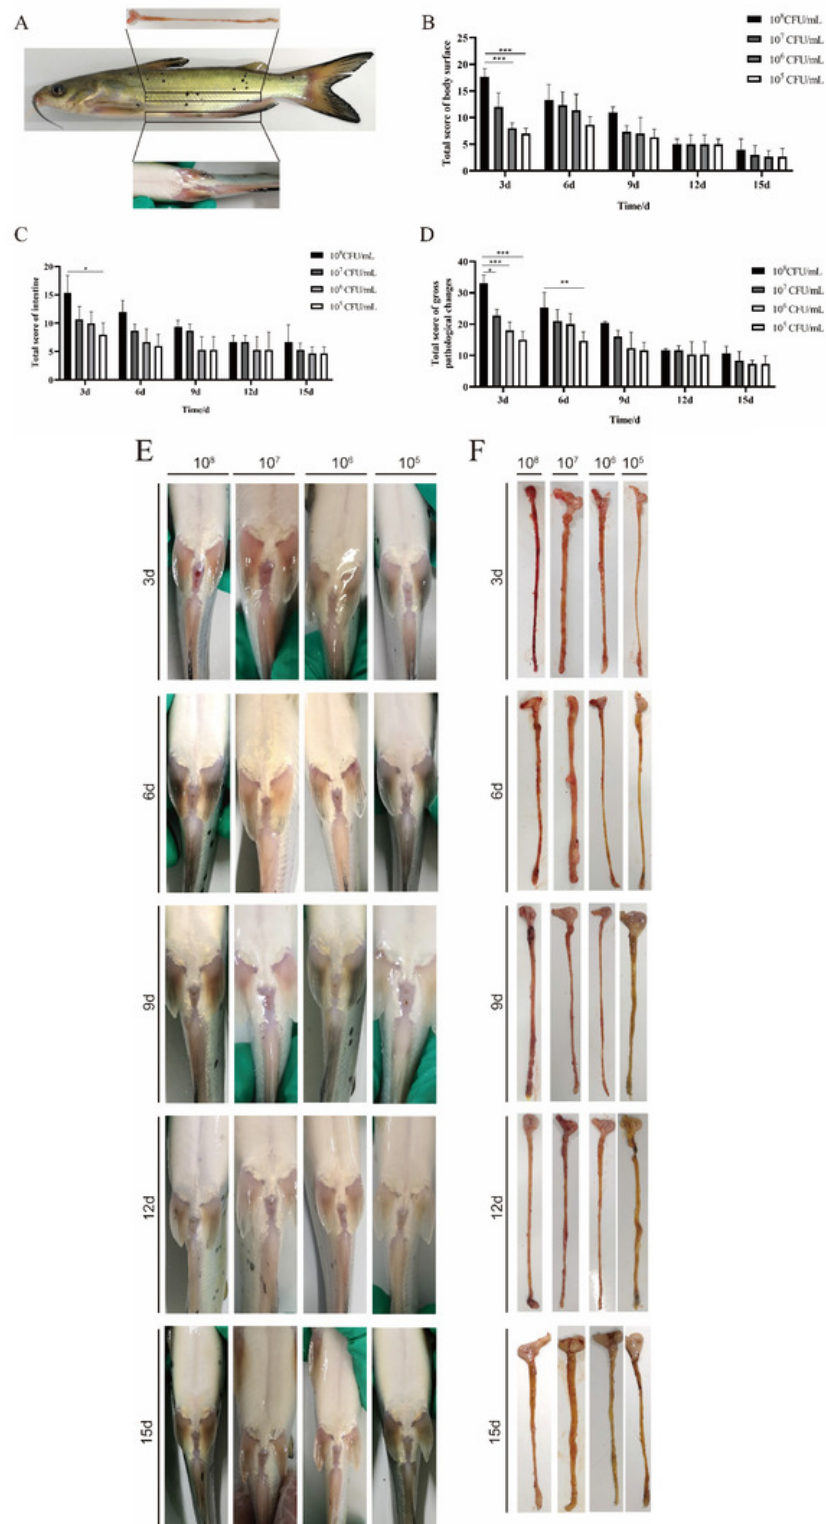 A
B
Total score of body surface
25
20
15
10
5
0
***
***
3d
6d
9d
12d
15d
Time/d
10⁸CFU/mL
10⁷
10⁶
10⁵ CFU/mL
C
Total score of intestine
20
15
10
5
0
*
3d
6d
9d
12d
15d
Time/d
10⁸CFU/mL
10⁷ CFU/mL
10⁶ CFU/mL
10⁵ CFU/mL
D
Total score of gross
pathological changes
40
30
20
10
0
***
***
*
**
3d
6d
9d
12d
15d
Time/d
10⁸CFU/mL
10⁷ CFU/mL
10⁶ CFU/mL
10⁵ CFU/mL
E
10⁸ 10⁷ 10⁶ 10⁵
3d
6d
9d
12d
15d
F
10⁸ 10⁷ 10⁶ 10⁵
3d
6d
9d
12d
15d